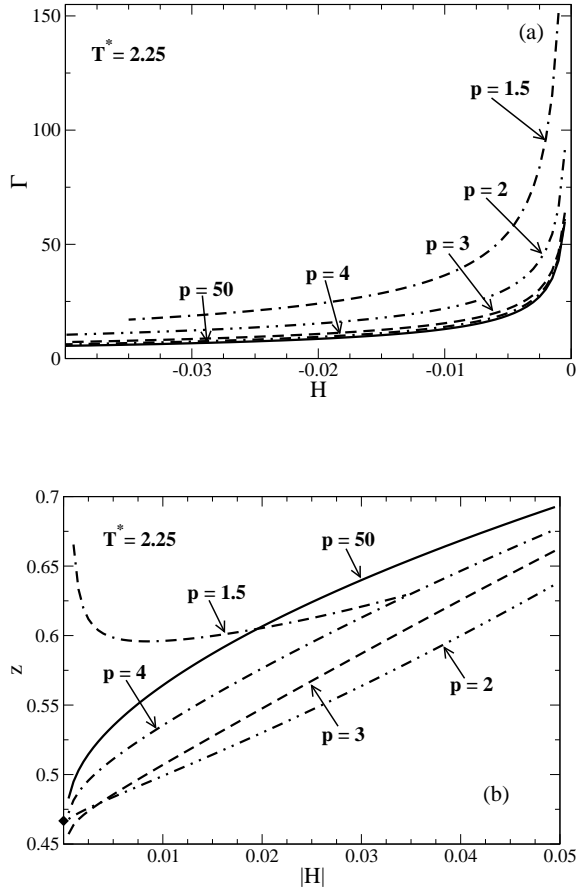 150
(a)
T* = 2.25
p = 1.5
100
Γ
p = 2
p = 3
50
p = 4
p = 50
0
-0.03
-0.02
-0.01
0
H
0.7
T* = 2.25
p = 50
0.65
p = 1.5
0.6
z
p = 4
p = 2
0.55
p = 3
0.5
(b)
0.45
0.01
0.02
0.03
0.04
0.05
|H|